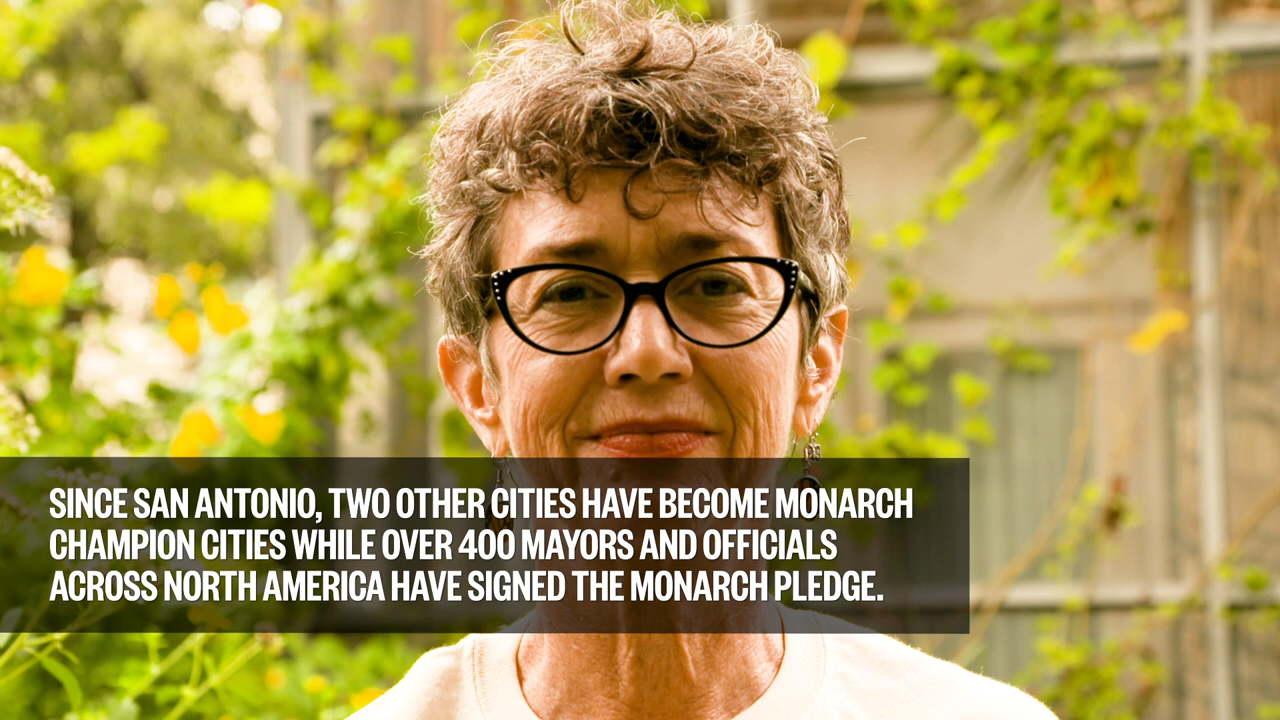 SINCE SAN ANTONIO, TWO OTHER CITIES HAVE BECOME MONARCH
CHAMPION CITIES WHILE OVER 400 MAYORS AND OFFICIALS
ACROSS NORTH AMERICA HAVE SIGNED THE MONARCH PLEDGE.